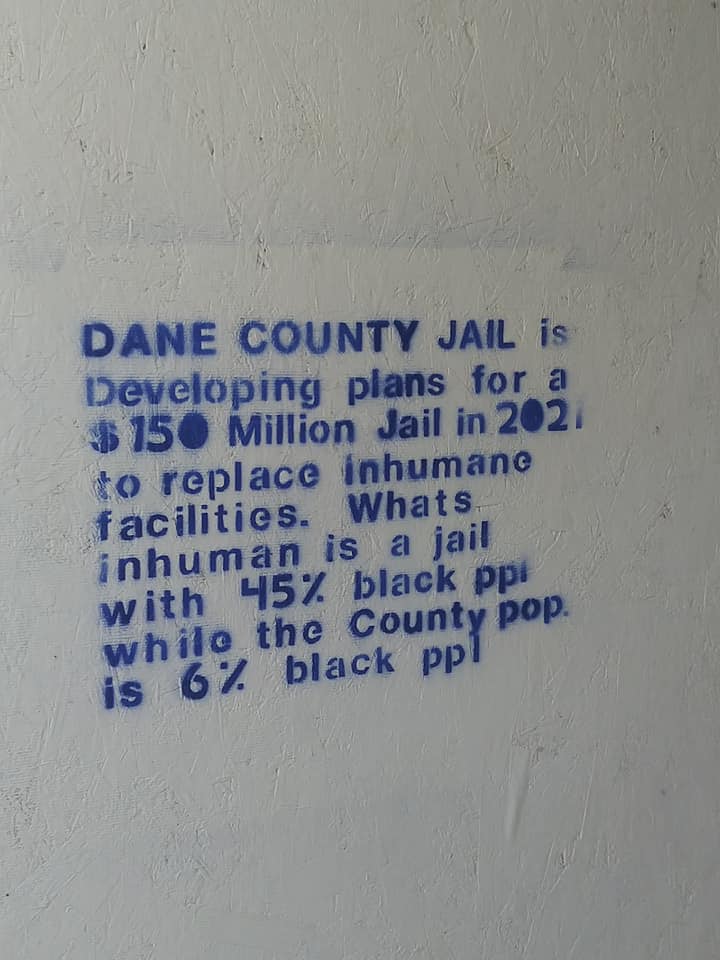 DANE COUNTY JAIL is
Developing plans for a
$150 Million Jail in 2021
to replace inhumane
facilities. Whats
inhuman is a jail
with 45% black ppl
while the County pop.
is 6% black ppl